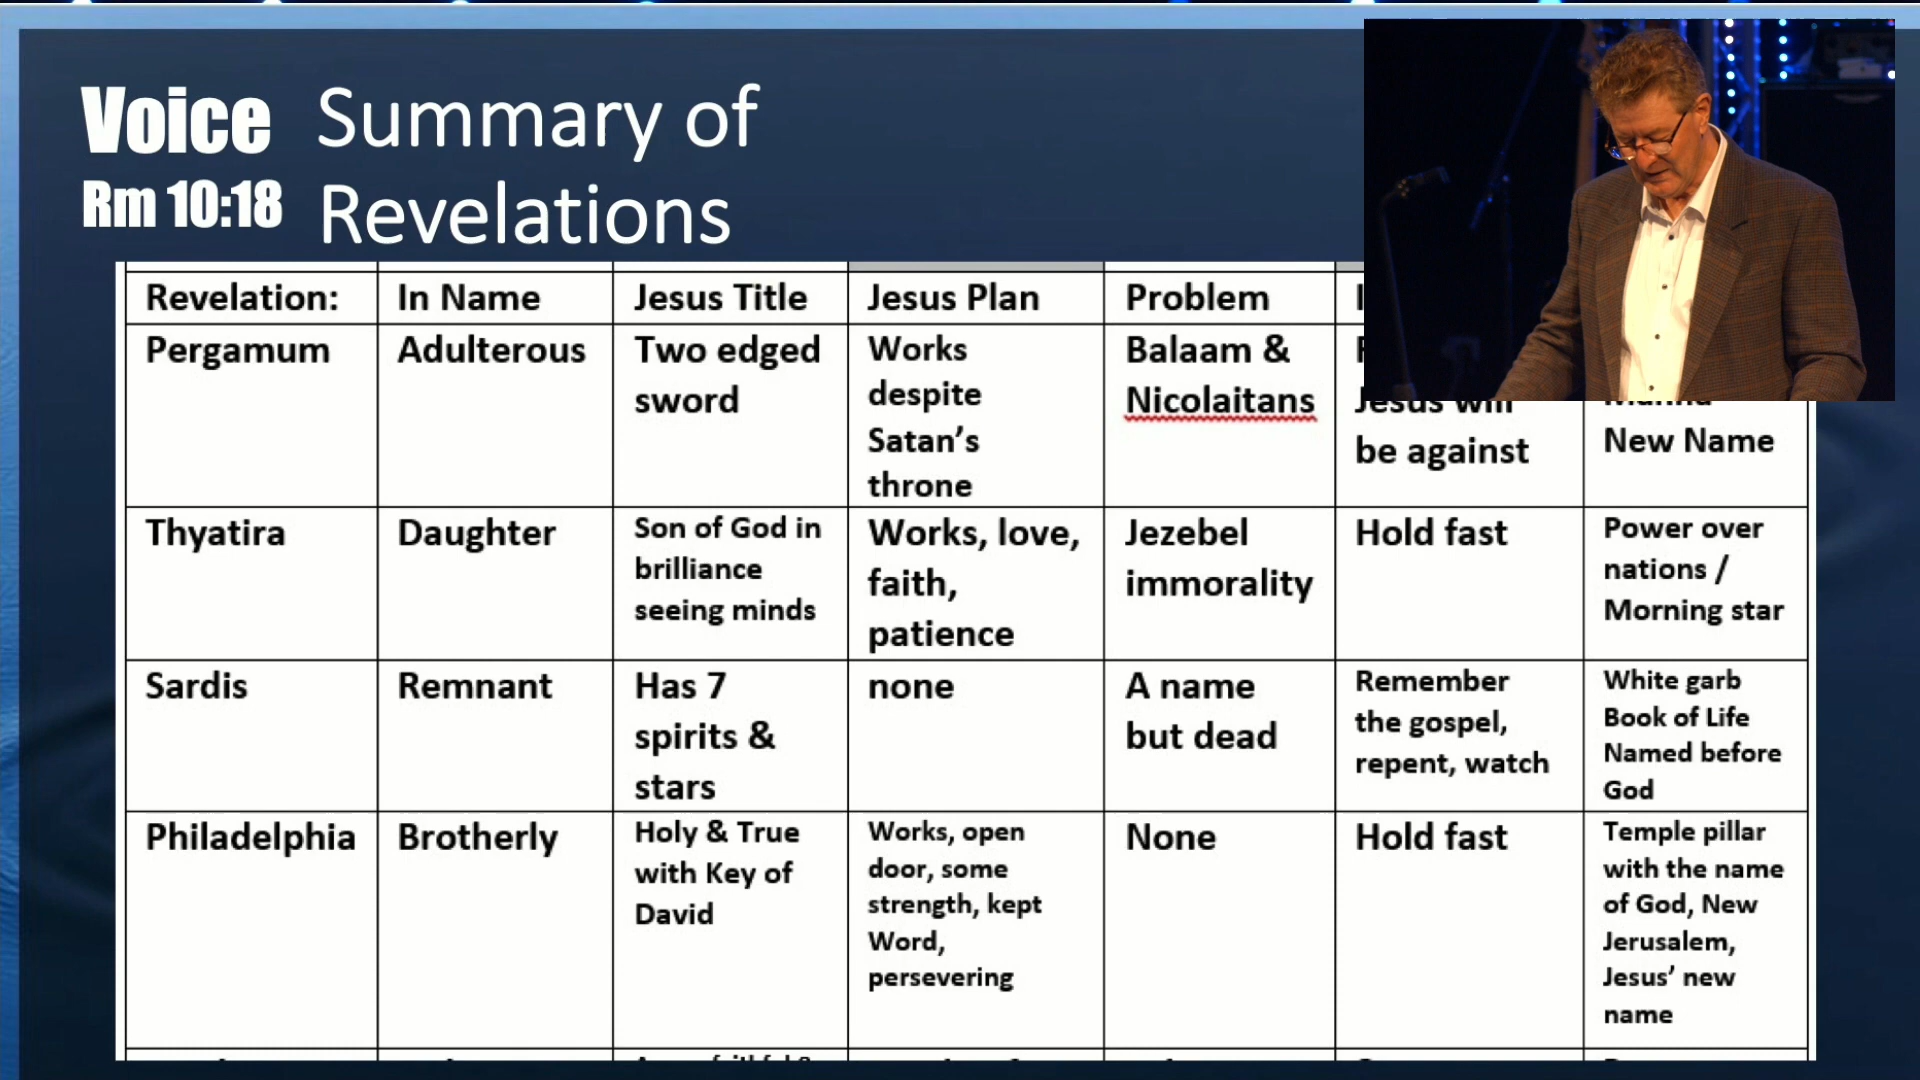 Voice
Rm 10:18
Summary of
Revelations
Revelation:
In Name
Jesus Title
Jesus Plan
Problem
Pergamum
Adulterous
Two edged
sword
Works
despite
Satan’s
throne
Balaam &
Nicolaitans
Jesus will
be against
New Name
Thyatira
Daughter
Son of God in
brilliance
seeing minds
Works, love,
faith,
patience
Jezebel
immorality
Hold fast
Power over
nations /
Morning star
Sardis
Remnant
Has 7
spirits &
stars
none
A name
but dead
Remember
the gospel,
repent, watch
White garb
Book of Life
Named before
God
Philadelphia
Brotherly
Holy & True
with Key of
David
Works, open
door, some
strength, kept
Word,
persevering
None
Hold fast
Temple pillar
with the name
of God, New
Jerusalem,
Jesus’ new
name